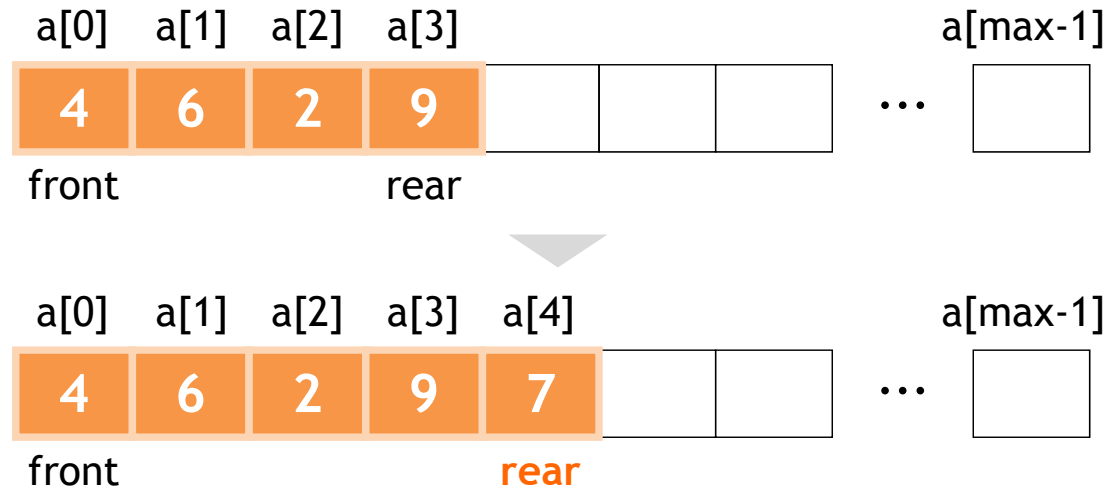 a[0] a[1] a[2] a[3] a[max-1]
4 6 2 9 ...
front rear
a[0] a[1] a[2] a[3] a[4] a[max-1]
4 6 2 9 7 ...
front rear